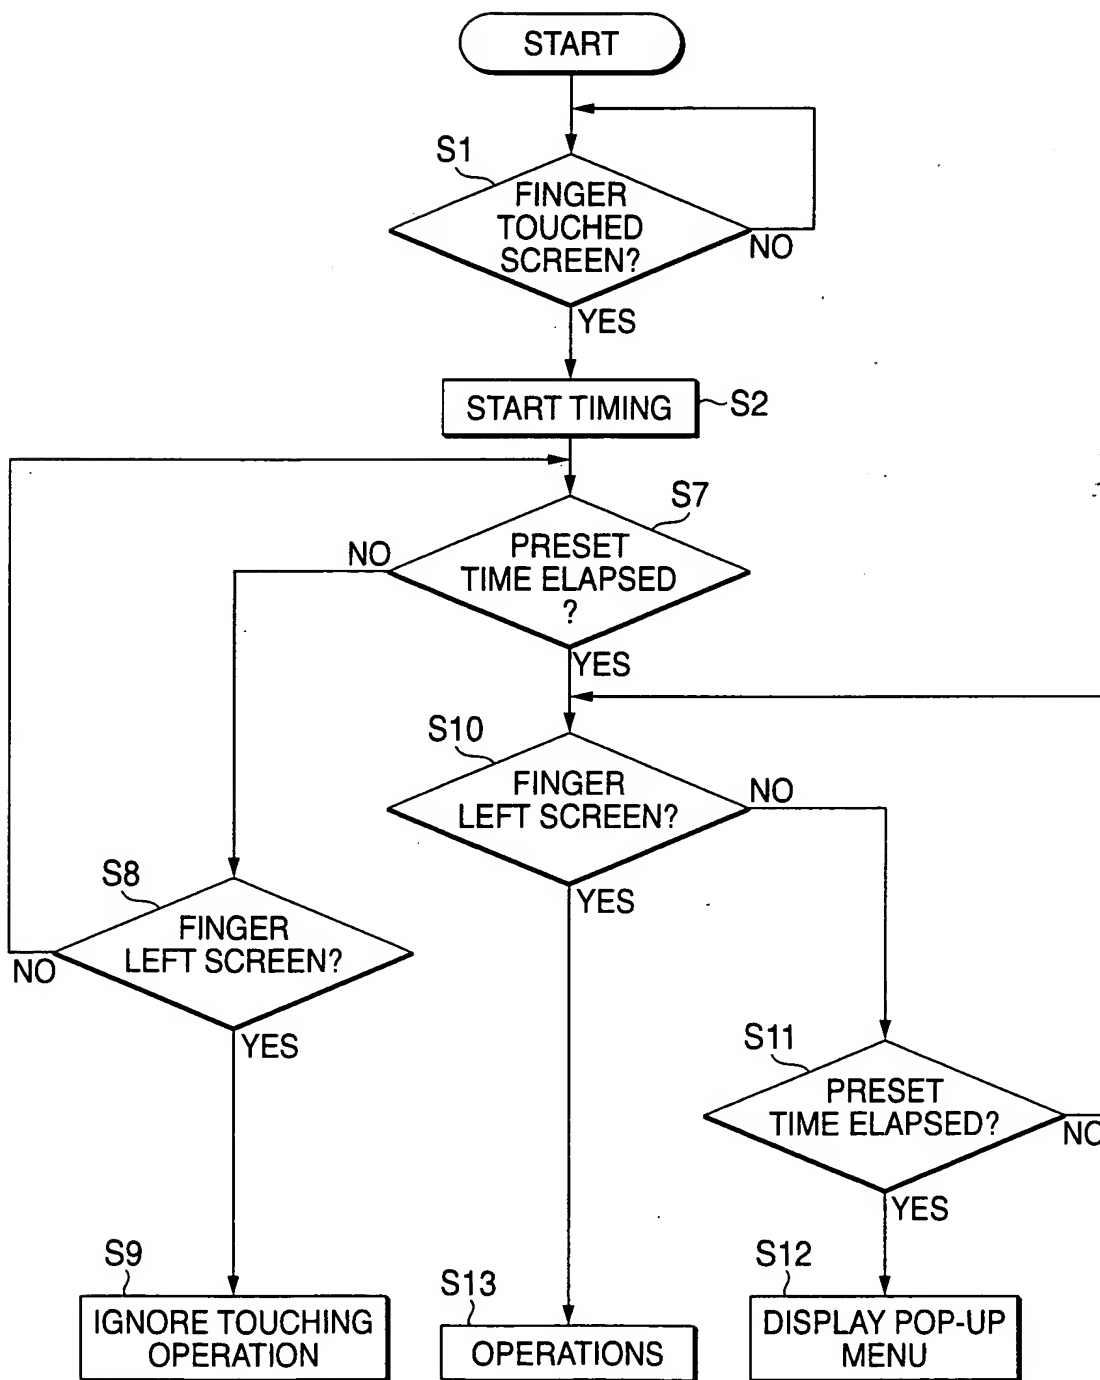 START
S1
FINGER
TOUCHED
SCREEN?
NO
YES
START TIMING
S2
S7
NO
PRESET
TIME ELAPSED
?
YES
S10
FINGER
LEFT SCREEN?
NO
YES
S8
FINGER
LEFT SCREEN?
NO
YES
S11
PRESET
TIME ELAPSED?
NO
YES
S9
IGNORE TOUCHING
OPERATION
S13
OPERATIONS
S12
DISPLAY POP-UP
MENU